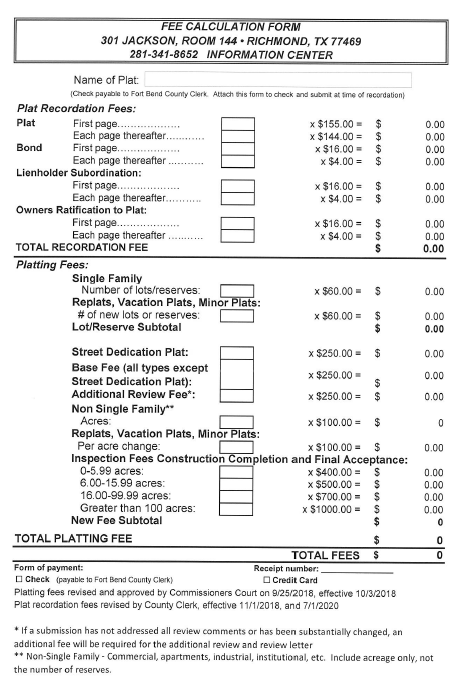 FEE CALCULATION FORM
301 JACKSON, ROOM 144 • RICHMOND, TX 77469
281-341-8652 INFORMATION CENTER
Name of Plat:
(Check payable to Fort Bend County Clerk. Attach this form to check and submit at time of recordation)
Plat Recordation Fees:
Plat First page................... x $155.00 = $ 0.00
Each page thereafter............ x $144.00 = $ 0.00
Bond First page................... x $16.00 = $ 0.00
Each page thereafter ........... x $4.00 = $ 0.00
Lienholder Subordination:
First page................... x $16.00 = $ 0.00
Each page thereafter........... x $4.00 = $ 0.00
Owners Ratification to Plat:
First page................... x $16.00 = $ 0.00
Each page thereafter ........... x $4.00 = $ 0.00
TOTAL RECORDATION FEE $ 0.00
Platting Fees:
Single Family
Number of lots/reserves: x $60.00 = $ 0.00
Replats, Vacation Plats, Minor Plats:
# of new lots or reserves: x $60.00 = $ 0.00
Lot/Reserve Subtotal $ 0.00
Street Dedication Plat: x $250.00 = $ 0.00
Base Fee (all types except
Street Dedication Plat): x $250.00 = $ 0.00
Additional Review Fee*: x $250.00 = $ 0.00
Non Single Family**
Acres: x $100.00 = $ 0
Replats, Vacation Plats, Minor Plats:
Per acre change: x $100.00 = $ 0.00
Inspection Fees Construction Completion and Final Acceptance:
0-5.99 acres: x $400.00 = $ 0.00
6.00-15.99 acres: x $500.00 = $ 0.00
16.00-99.99 acres: x $700.00 = $ 0.00
Greater than 100 acres: x $1000.00 = $ 0.00
New Fee Subtotal $ 0
TOTAL PLATTING FEE $ 0
TOTAL FEES $ 0
Form of payment: Receipt number:
☐ Check (payable to Fort Bend County Clerk) ☐ Credit Card
Platting fees revised and approved by Commissioners Court on 9/25/2018, effective 10/3/2018
Plat recordation fees revised by County Clerk, effective 11/1/2018, and 7/1/2020
* If a submission has not addressed all review comments or has been substantially changed, an
additional fee will be required for the additional review and review letter
** Non-Single Family - Commercial, apartments, industrial, institutional, etc. Include acreage only, not
the number of reserves.